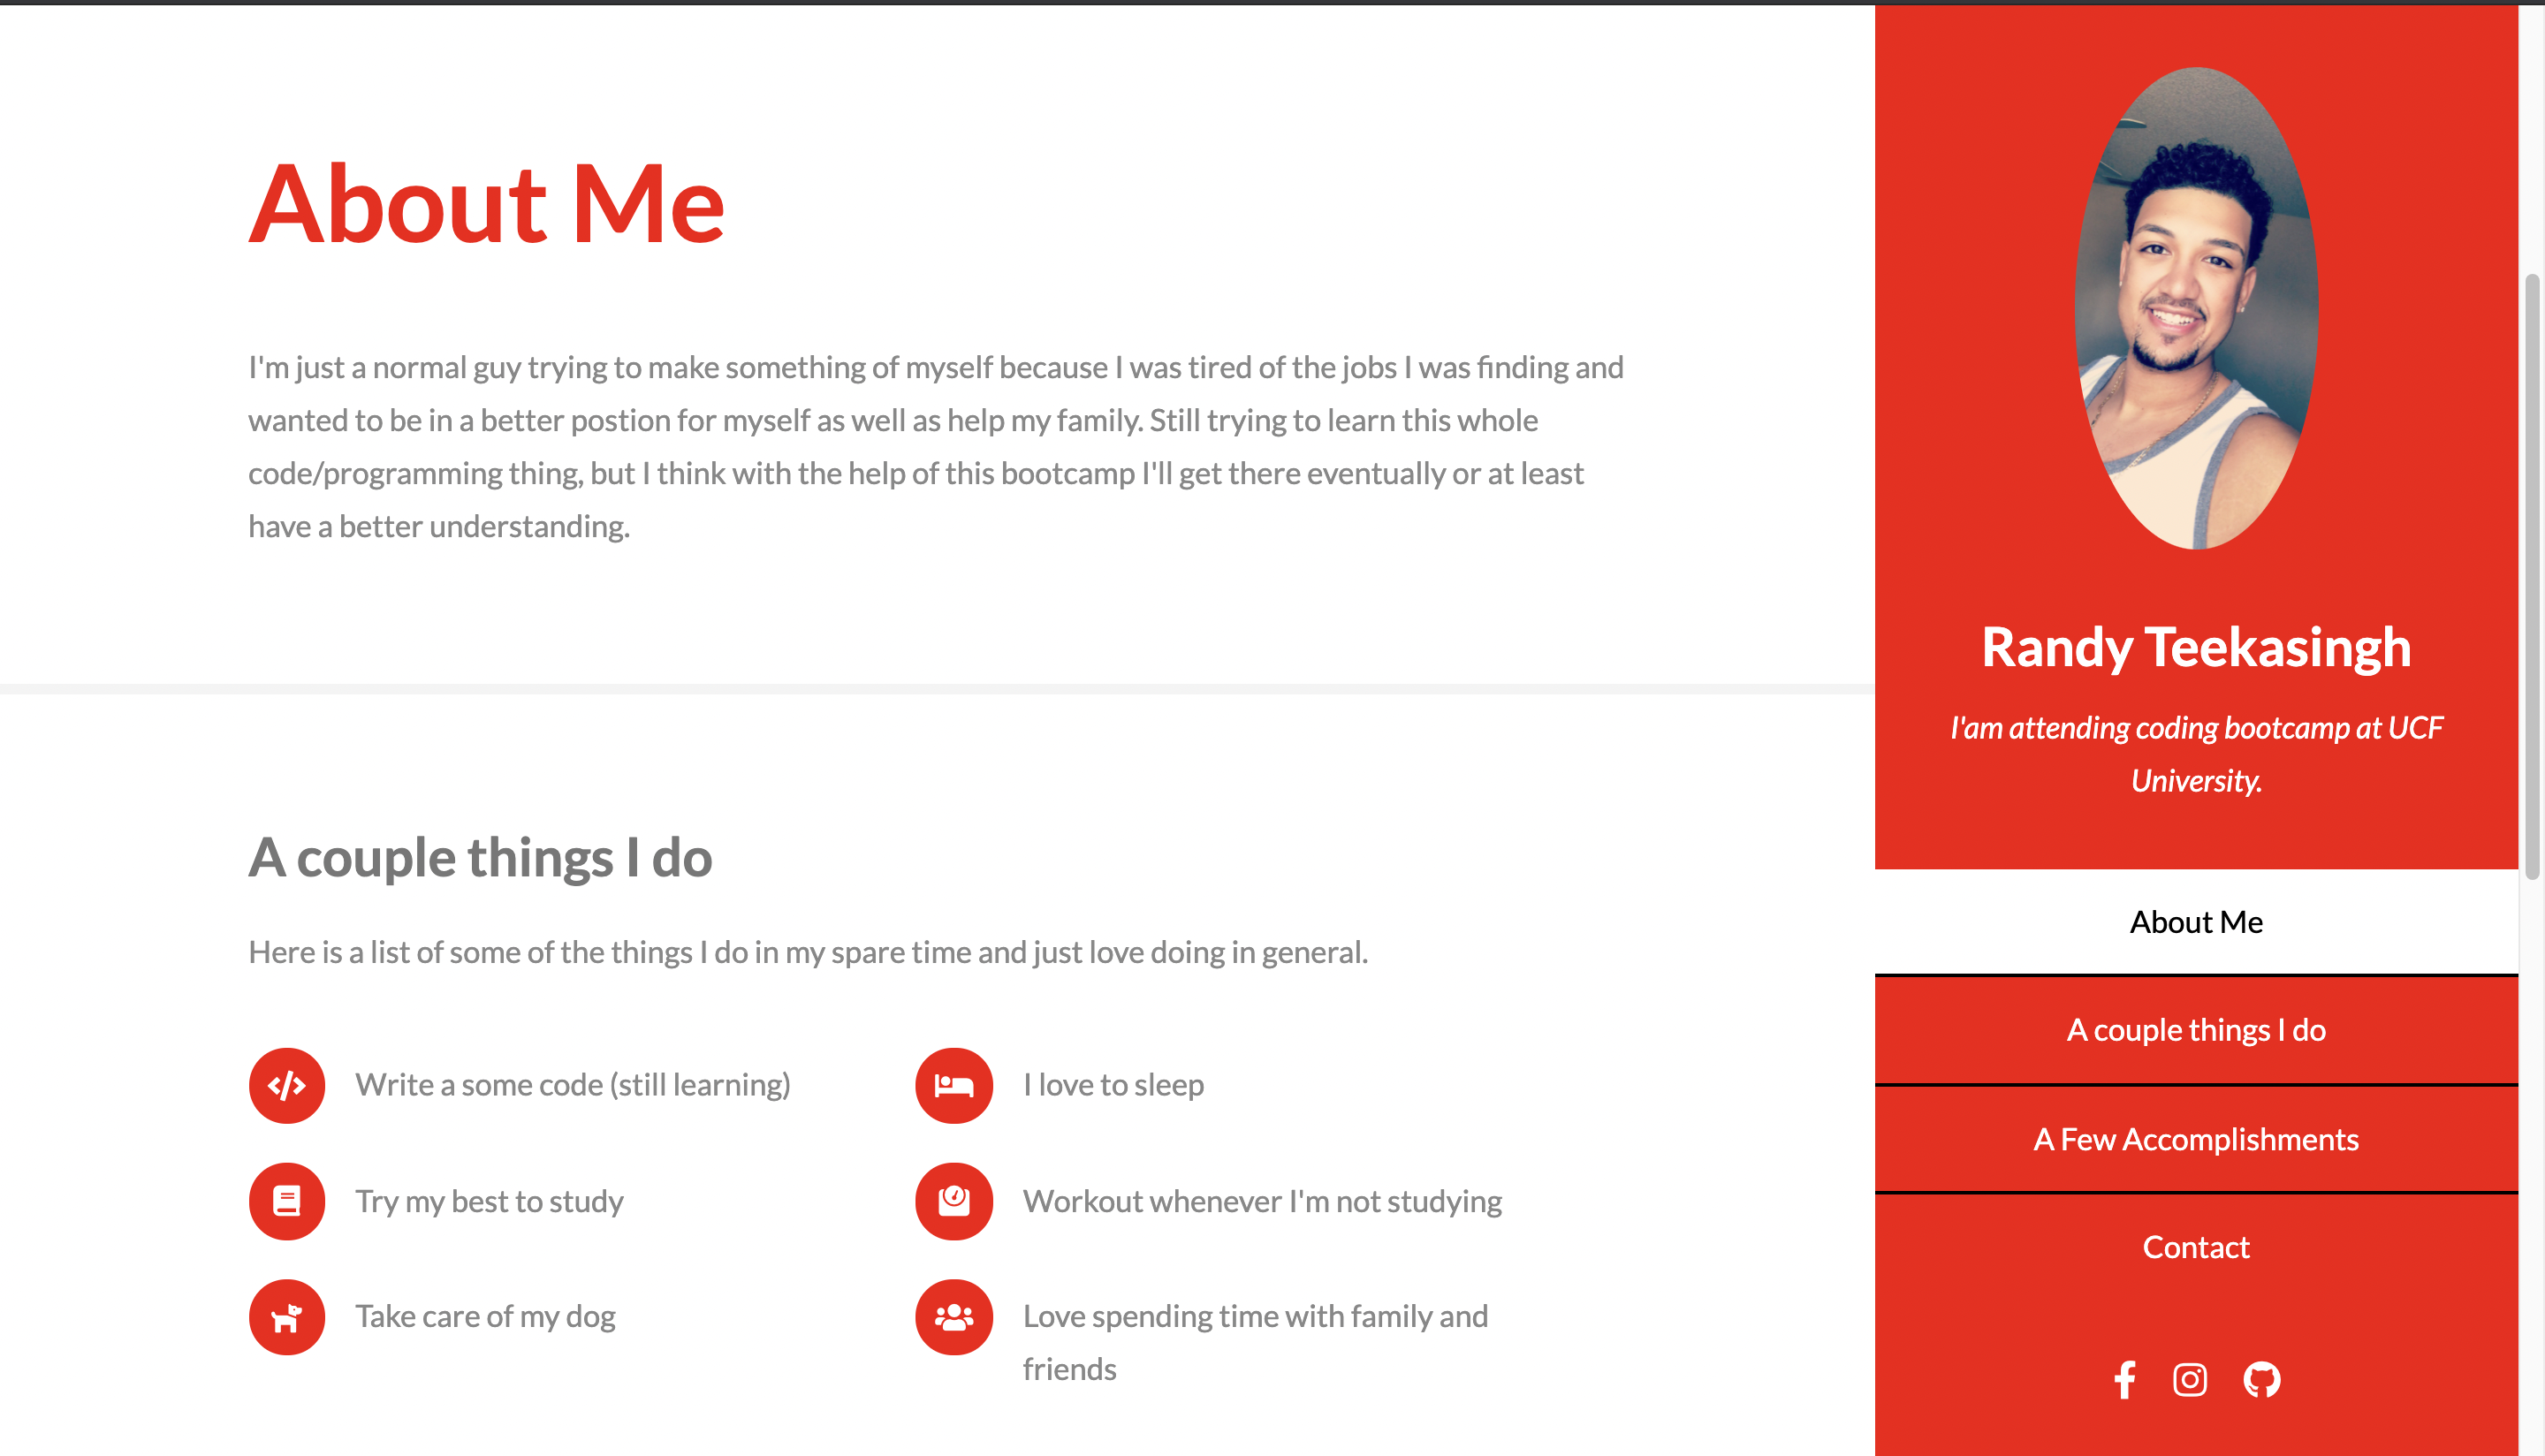 About Me
I'm just a normal guy trying to make something of myself because I was tired of the jobs I was finding and
wanted to be in a better postion for myself as well as help my family. Still trying to learn this whole
code/programming thing, but I think with the help of this bootcamp I'll get there eventually or at least
have a better understanding.
A couple things I do
Here is a list of some of the things I do in my spare time and just love doing in general.
Write a some code (still learning)
I love to sleep
Try my best to study
Workout whenever I'm not studying
Take care of my dog
Love spending time with family and
friends
Randy Teekasingh
I'am attending coding bootcamp at UCF
University.
About Me
A couple things I do
A Few Accomplishments
Contact